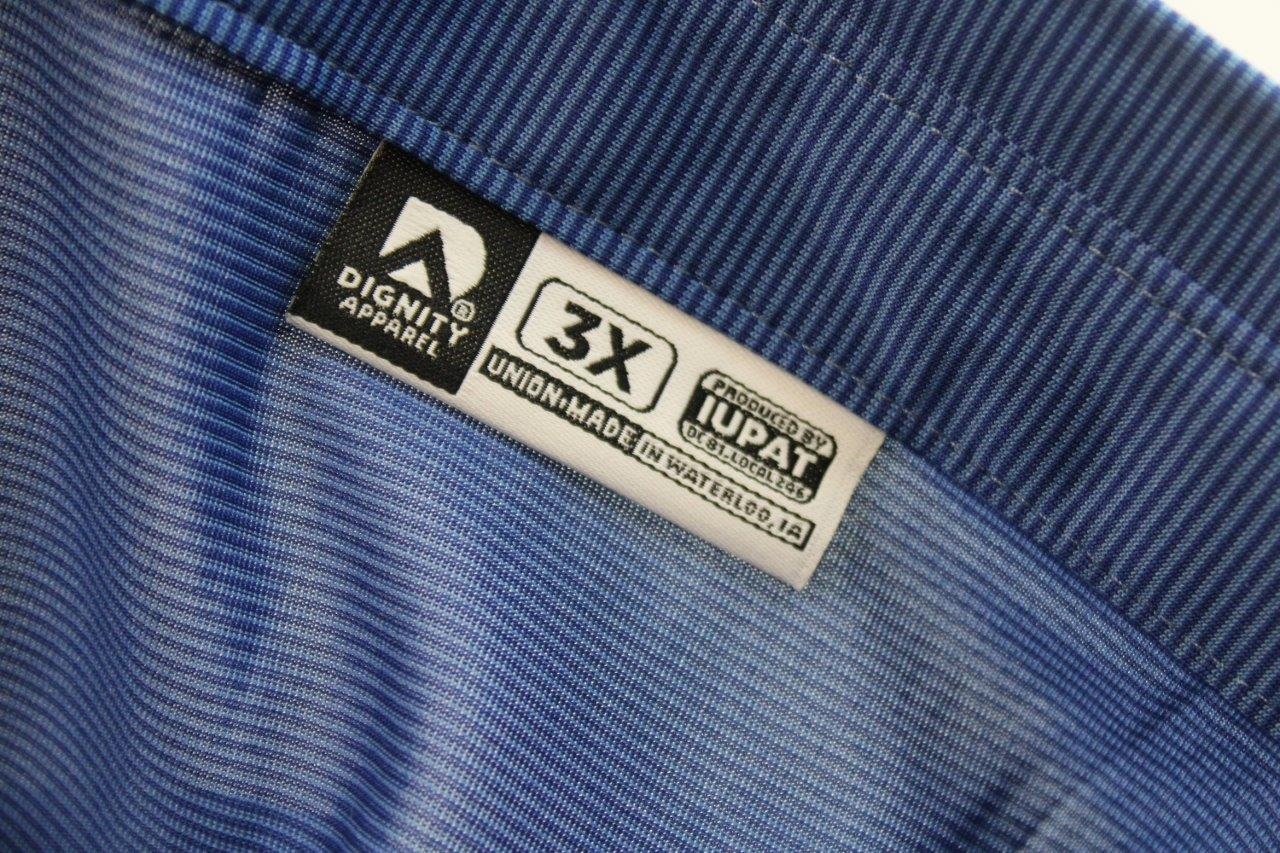 DIGNITY®
APPAREL
3X
PRODUCED BY
IUPAT
DC 81, LOCAL 246
UNION-MADE IN WATERLOO, IA